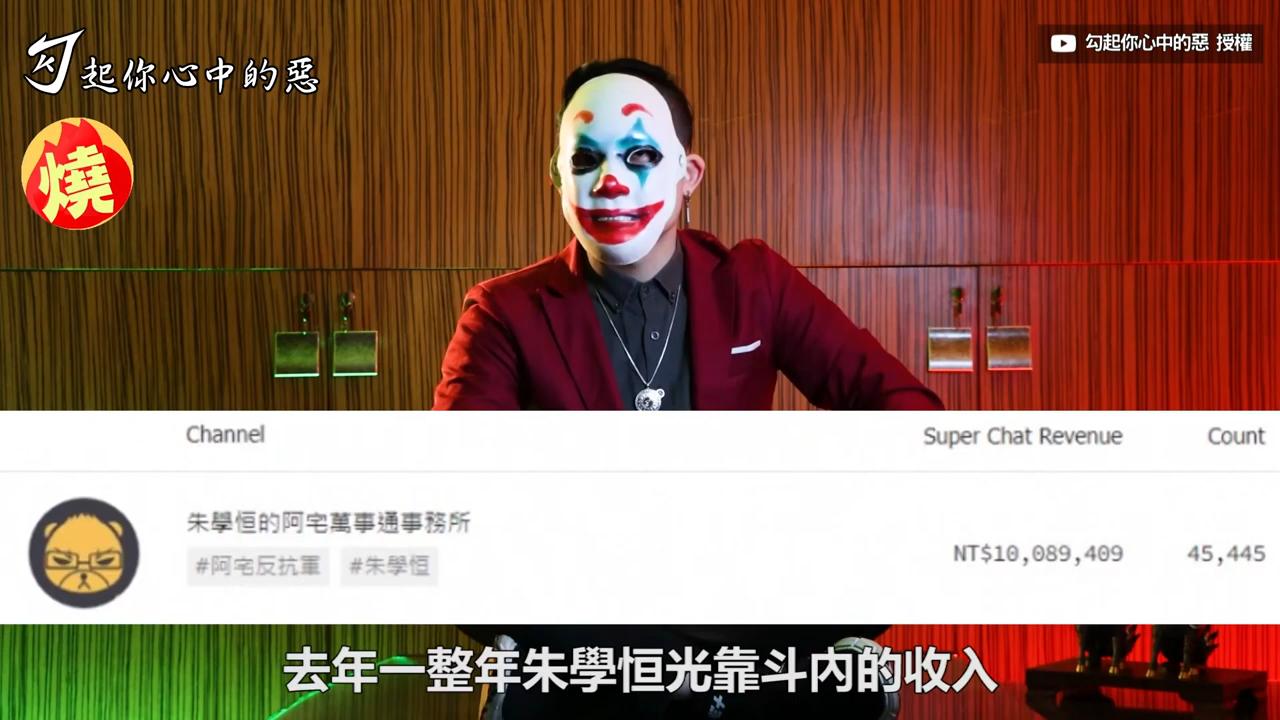 勾起你心中的惡
勾起你心中的惡 授權
燒
Channel
Super Chat Revenue
Count
朱學恒的阿宅萬事通事務所
#阿宅反抗軍
#朱學恒
NT$10,089,409
45,445
去年一整年朱學恒光靠斗內的收入